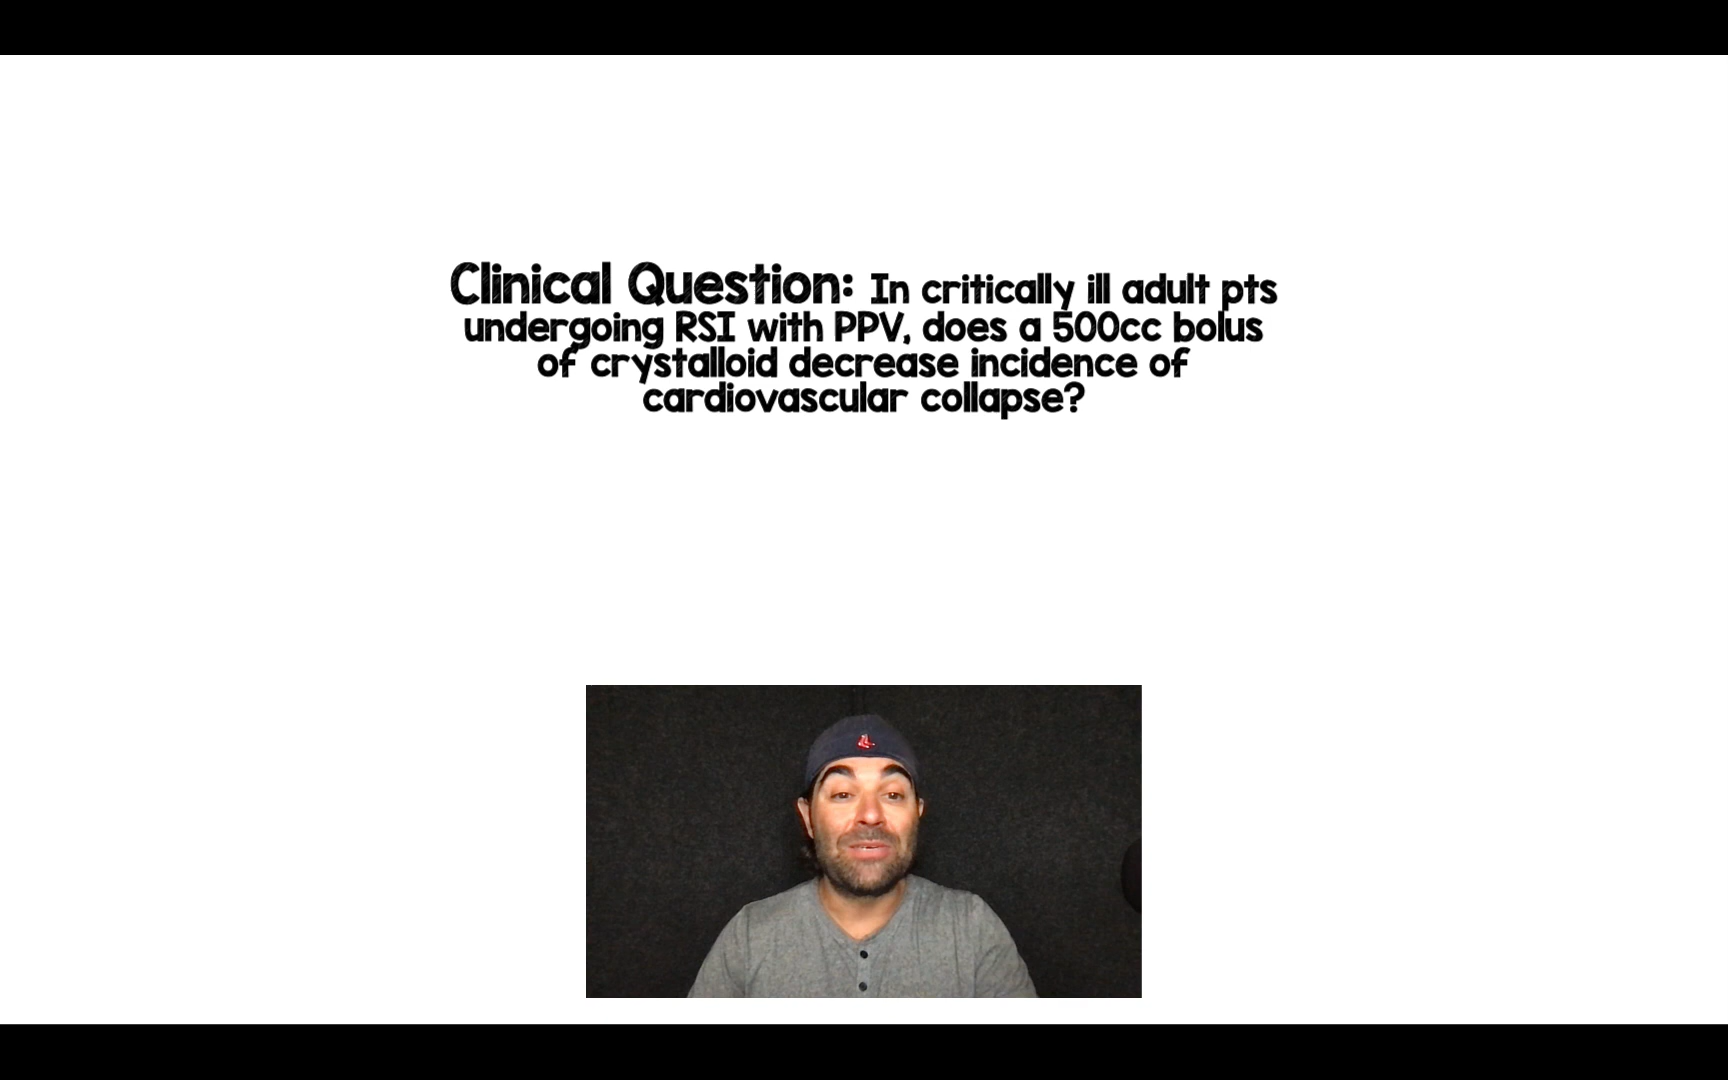 Clinical Question: In critically ill adult pts
undergoing RSI with PPV, does a 500cc bolus
of crystalloid decrease incidence of
cardiovascular collapse?